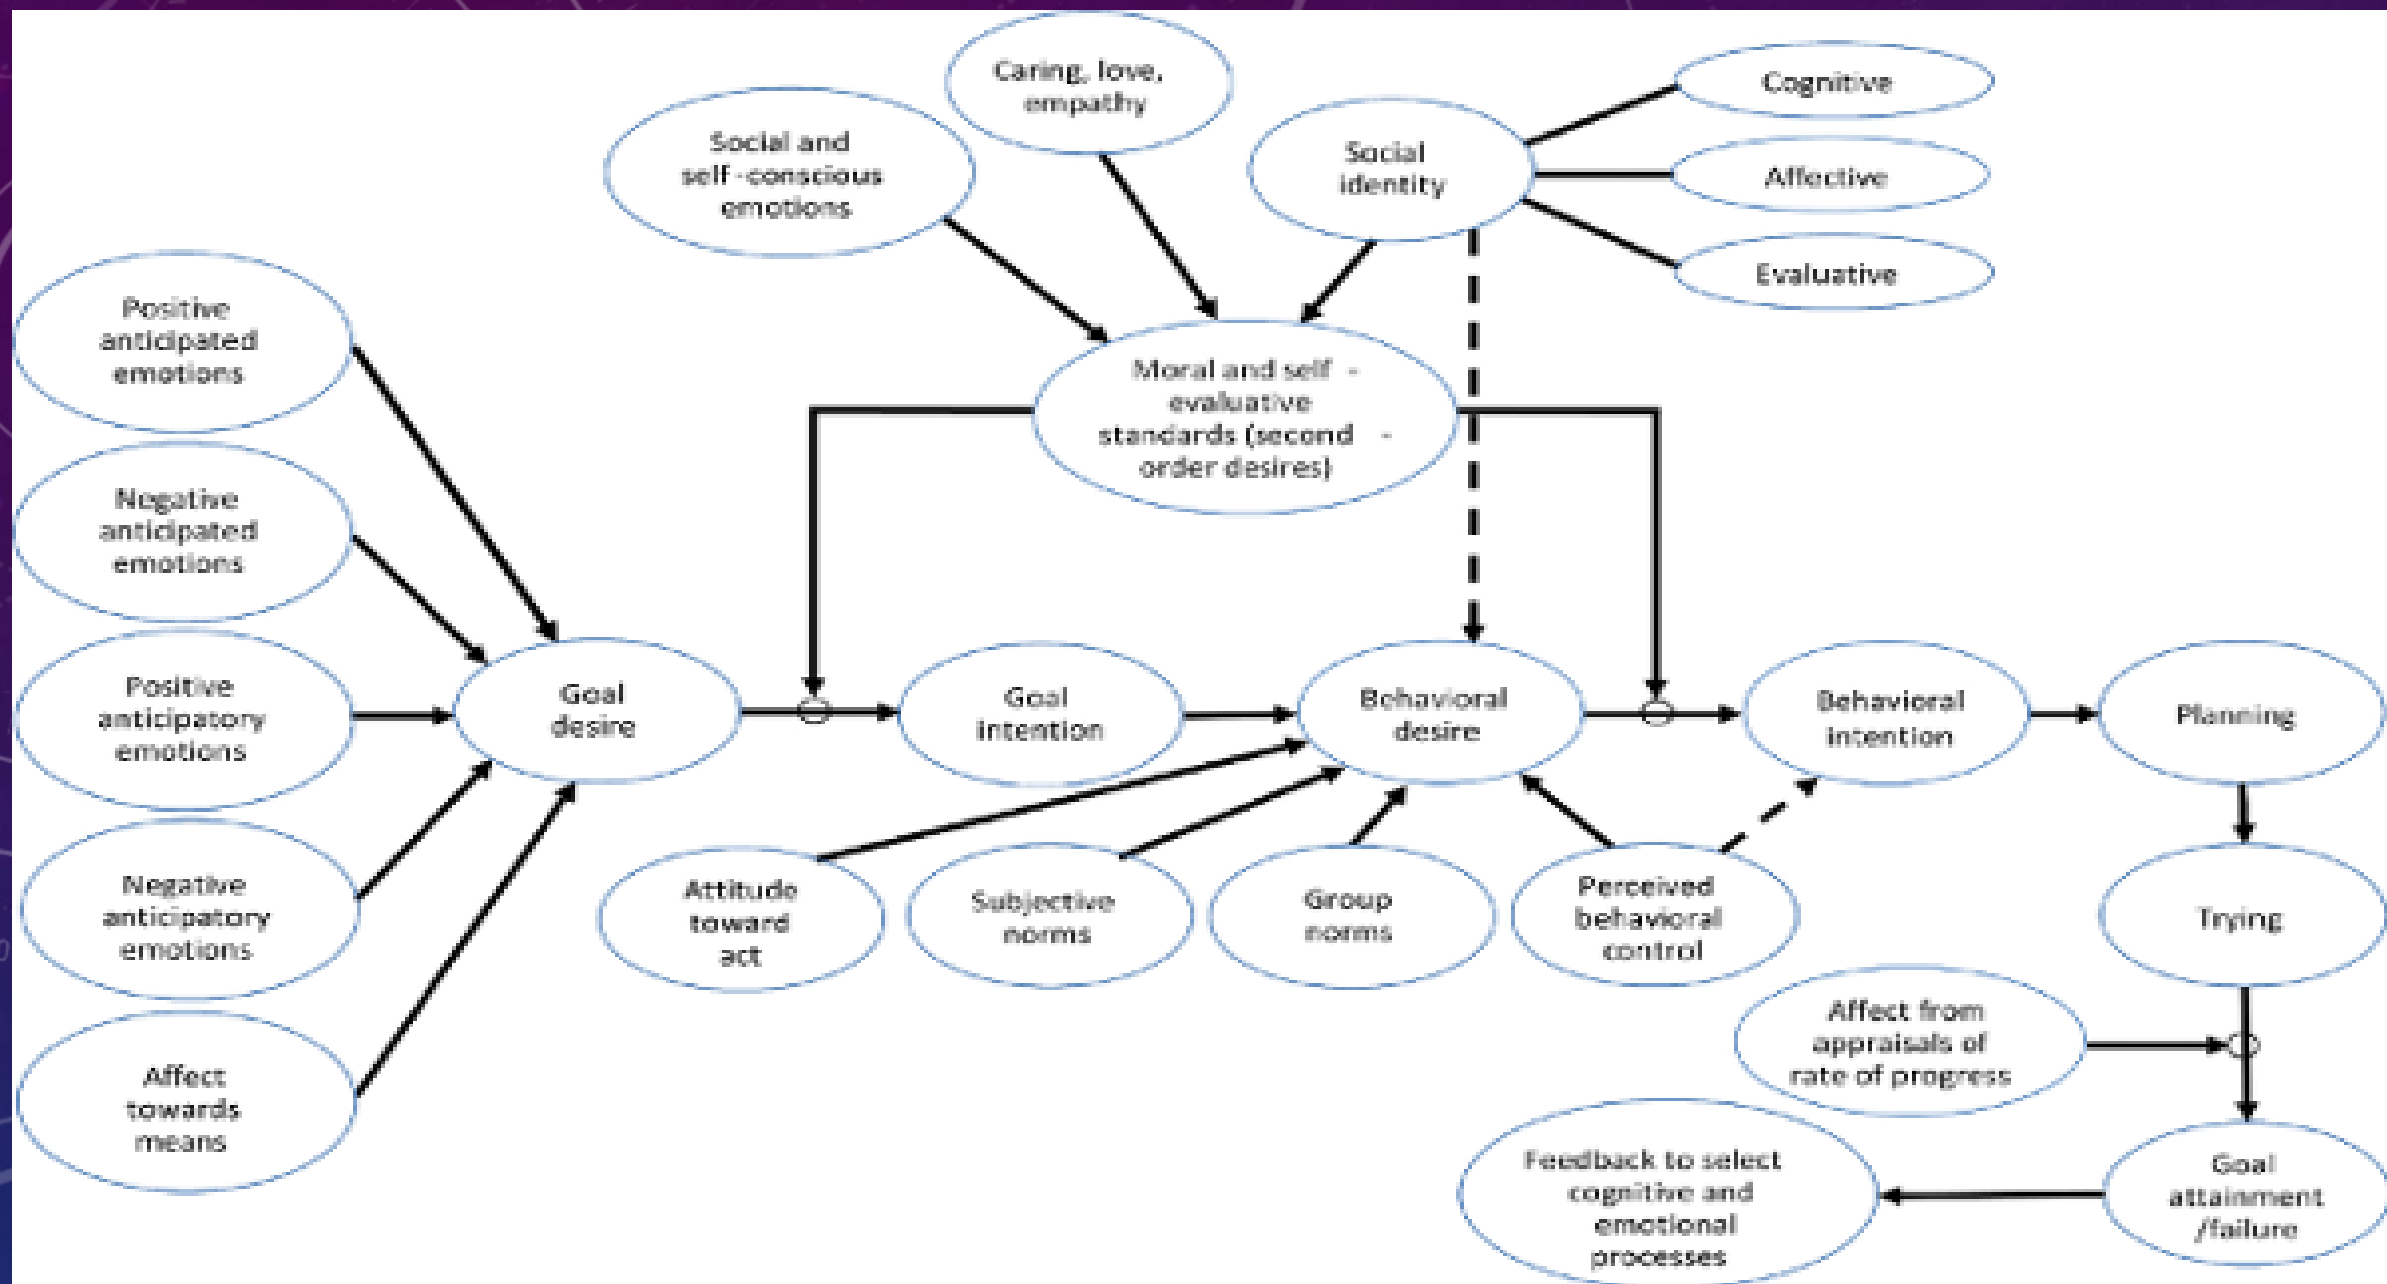 Caring, love,
empathy
Cognitive
Social and
self -conscious
emotions
Social
identity
Affective
Evaluative
Positive
anticipated
emotions
Moral and self -
evaluative
standards (second -
order desires)
Negative
anticipated
emotions
Positive
anticipatory
emotions
Goal
desire
Goal
intention
Behavioral
desire
Behavioral
intention
Planning
Negative
anticipatory
emotions
Attitude
toward
act
Subjective
norms
Group
norms
Perceived
behavioral
control
Trying
Affect
towards
means
Affect from
appraisals of
rate of progress
Feedback to select
cognitive and
emotional
processes
Goal
attainment
/failure